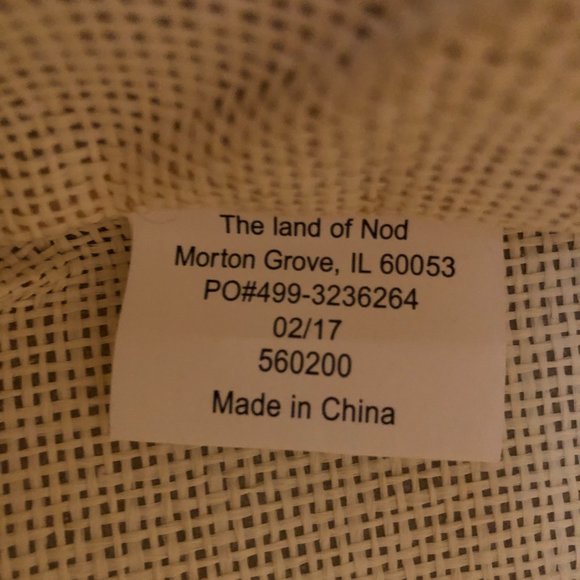 The land of Nod
Morton Grove, IL 60053
PO#499-3236264
02/17
560200
Made in China